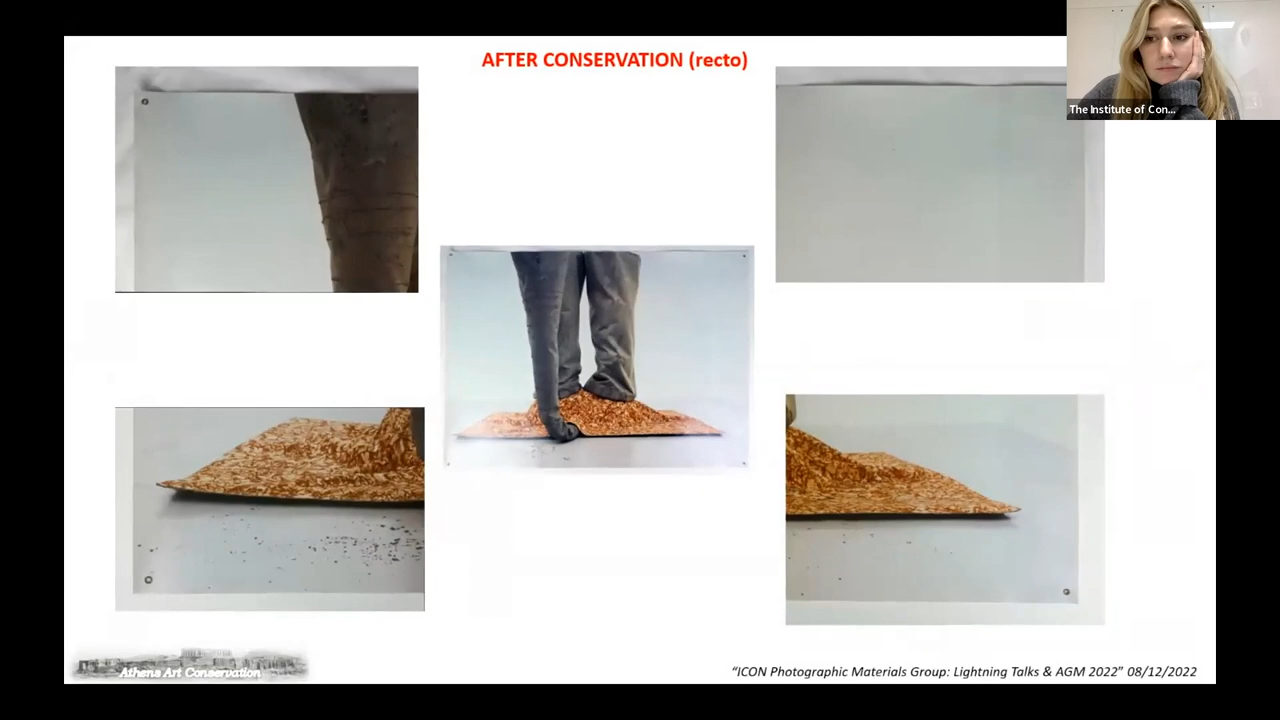 AFTER CONSERVATION (recto)
The Institute of Con...
Athens Art Conservation
"ICON Photographic Materials Group: Lightning Talks & AGM 2022" 08/12/2022